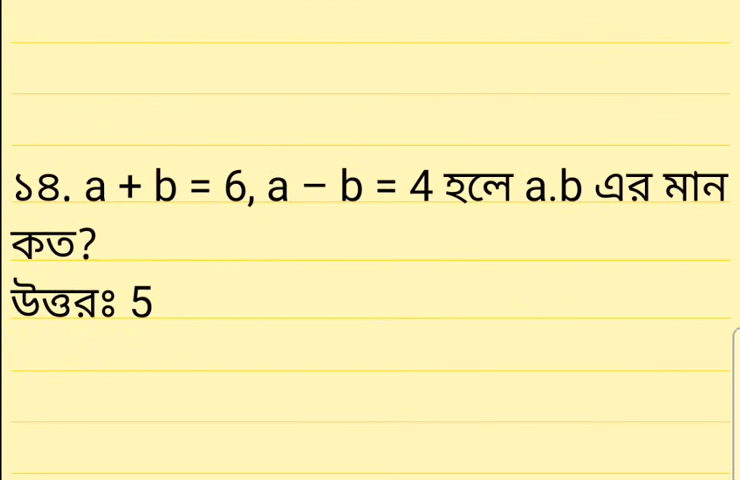 ১৪. a + b = 6, a − b = 4 হলে a.b এর মান
কত?
উত্তরঃ 5